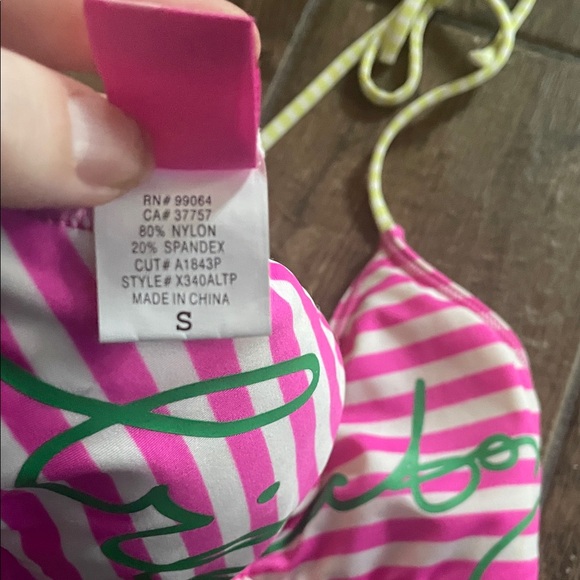 RN# 99064
CA# 37757
80% NYLON
20% SPANDEX
CUT# A1843P
STYLE# X340ALTP
MADE IN CHINA
S